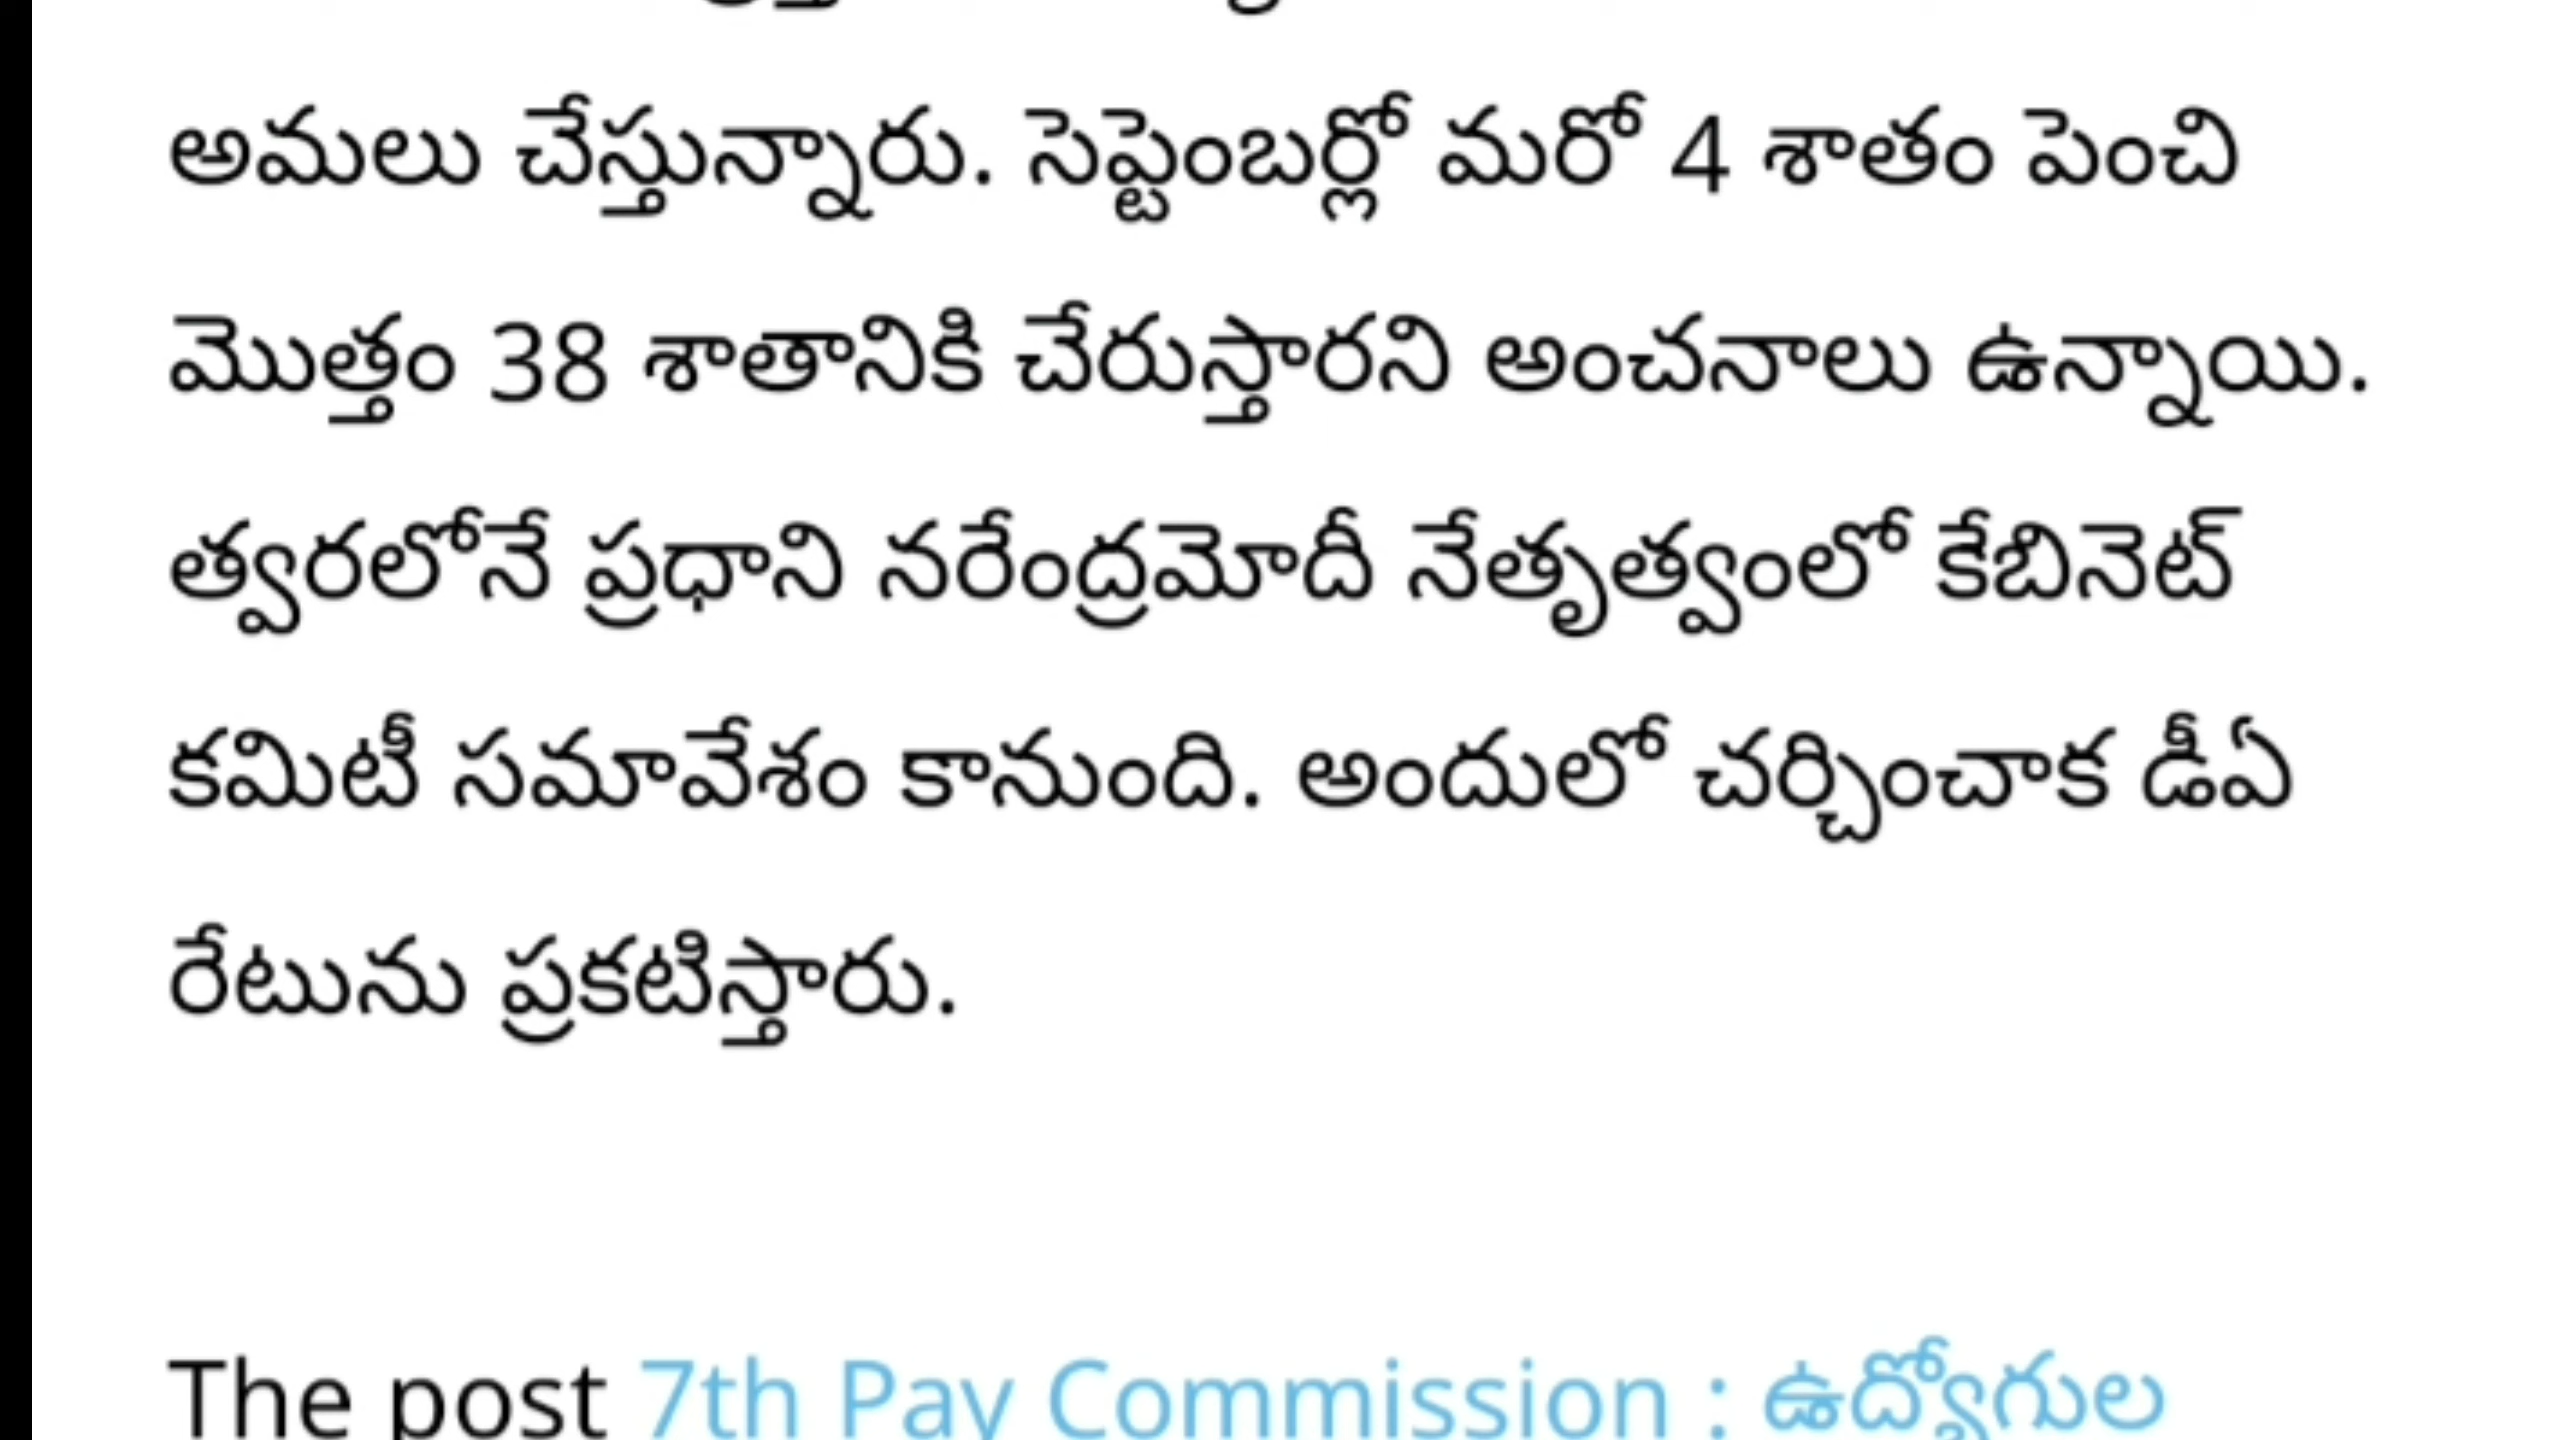 అమలు చేస్తున్నారు. సెప్టెంబర్లో మరో 4 శాతం పెంచి
మొత్తం 38 శాతానికి చేరుస్తారని అంచనాలు ఉన్నాయి.
త్వరలోనే ప్రధాని నరేంద్రమోదీ నేతృత్వంలో కేబినెట్
కమిటీ సమావేశం కానుంది. అందులో చర్చించాక డీఏ
రేటును ప్రకటిస్తారు.
The post 7th Pay Commission : ఉద్యోగుల